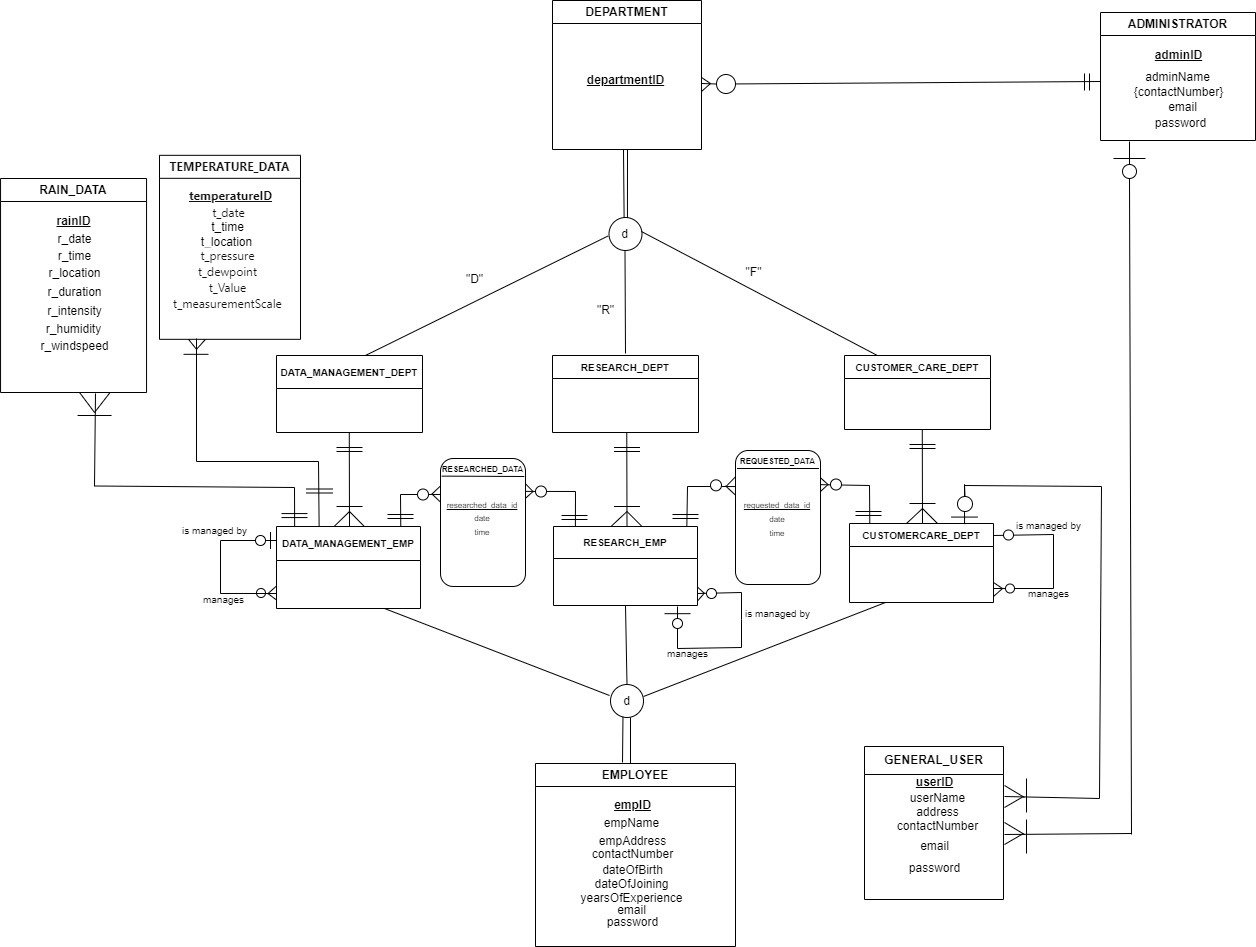 DEPARTMENT
departmentID
ADMINISTRATOR
adminID
adminName
{contactNumber}
email
password
TEMPERATURE_DATA
temperatureID
t_date
t_time
t_location
t_pressure
t_dewpoint
t_Value
t_measurementScale
RAIN_DATA
rainID
r_date
r_time
r_location
r_duration
r_intensity
r_humidity
r_windspeed
d
"D"
"R"
"F"
DATA_MANAGEMENT_DEPT
RESEARCH_DEPT
CUSTOMER_CARE_DEPT
RESEARCHED_DATA
researched_data_id
date
time
REQUESTED_DATA
requested_data_id
date
time
is managed by
DATA_MANAGEMENT_EMP
manages
RESEARCH_EMP
is managed by
manages
CUSTOMERCARE_DEPT
is managed by
manages
d
EMPLOYEE
empID
empName
empAddress
contactNumber
dateOfBirth
dateOfJoining
yearsOfExperience
email
password
GENERAL_USER
userID
userName
address
contactNumber
email
password